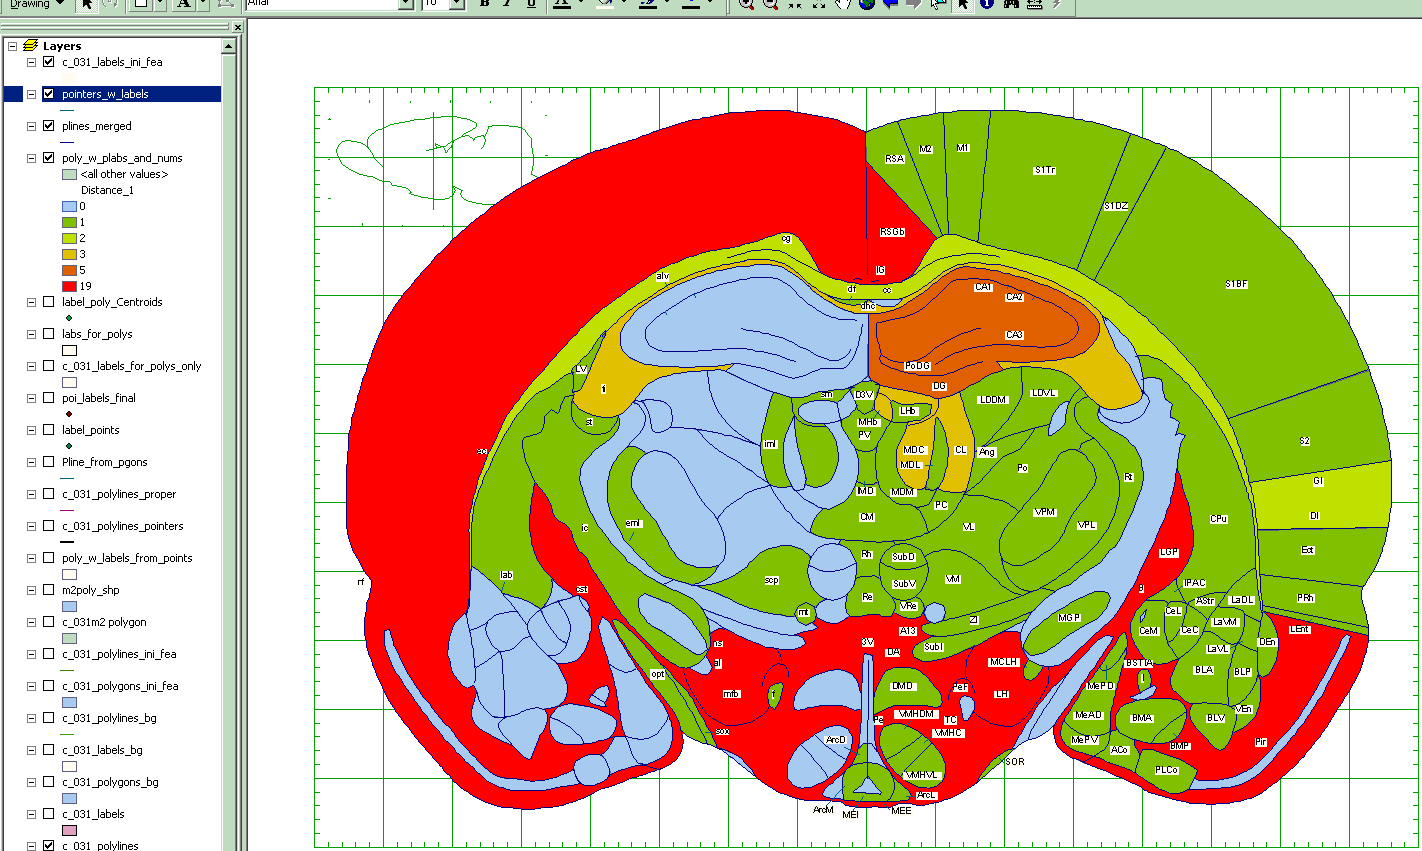 Drawing
Arial
10
B I U
A
Layers
c_031_labels_ini_fea
pointers_w_labels
plines_merged
poly_w_plabs_and_nums
<all other values>
Distance_1
0
1
2
3
5
19
label_poly_Centroids
labs_for_polys
c_031_labels_for_polys_only
poi_labels_final
label_points
Pline_from_pgons
c_031_polylines_proper
c_031_polylines_pointers
poly_w_labels_from_points
m2poly_shp
c_031m2 polygon
c_031_polylines_ini_fea
c_031_polygons_ini_fea
c_031_polylines_bg
c_031_labels_bg
c_031_polygons_bg
c_031_labels
c_031_polylines
M2 M1
RSA
S1Tr
S1DZ
RSGb
cg
IG
alv
S1BF
df cc
CA1
CA2
dhc
CA3
PoDG
LV
fi
DG
sm D3V
LDDM LDVL
LHb
st
MHb
PV
iml
S2
ec
MDC CL Ang
MDL
Po
Rt
GI
IMD MDM
PC
VPM
DI
CM
CPu
eml
ic
VL
VPL
Rh SubD
LGP
Ect
lab
scp
VM
rf
SubV
IPAC
cst
Re
PRh
VRe
AStr LaDL
mt
CeL
ZI
MGP
LaVM
A13
CeM CeC
LEnt
ns
3V
SubI
DEn
DA
LaVL
al
MCLH
BSTIA
opt
BLA BLP
I
mfb
f
DMD
PeF
LH
MePD
VEn
VMHDM
MeAD
BMA
BLV
Pe
TC
sox
VMHC
ArcD
MePV
Pir
ACo
BMP
SOR
VMHVL
PLCo
ArcL
ArcM
MEI
MEE